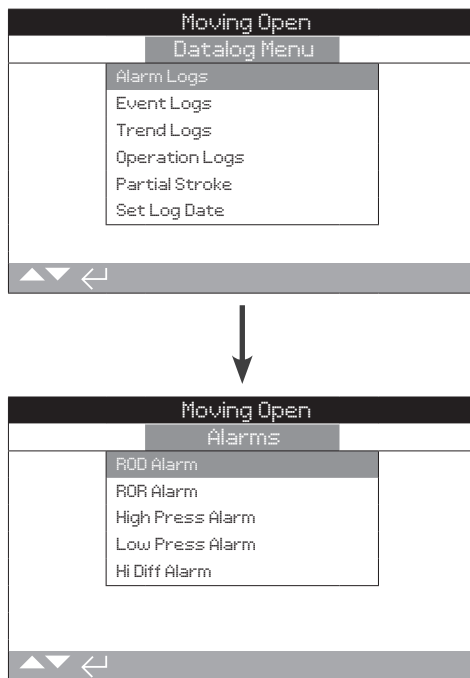 Moving Open
Datalog Menu
Alarm Logs
Event Logs
Trend Logs
Operation Logs
Partial Stroke
Set Log Date
Moving Open
Alarms
ROD Alarm
ROR Alarm
High Press Alarm
Low Press Alarm
Hi Diff Alarm